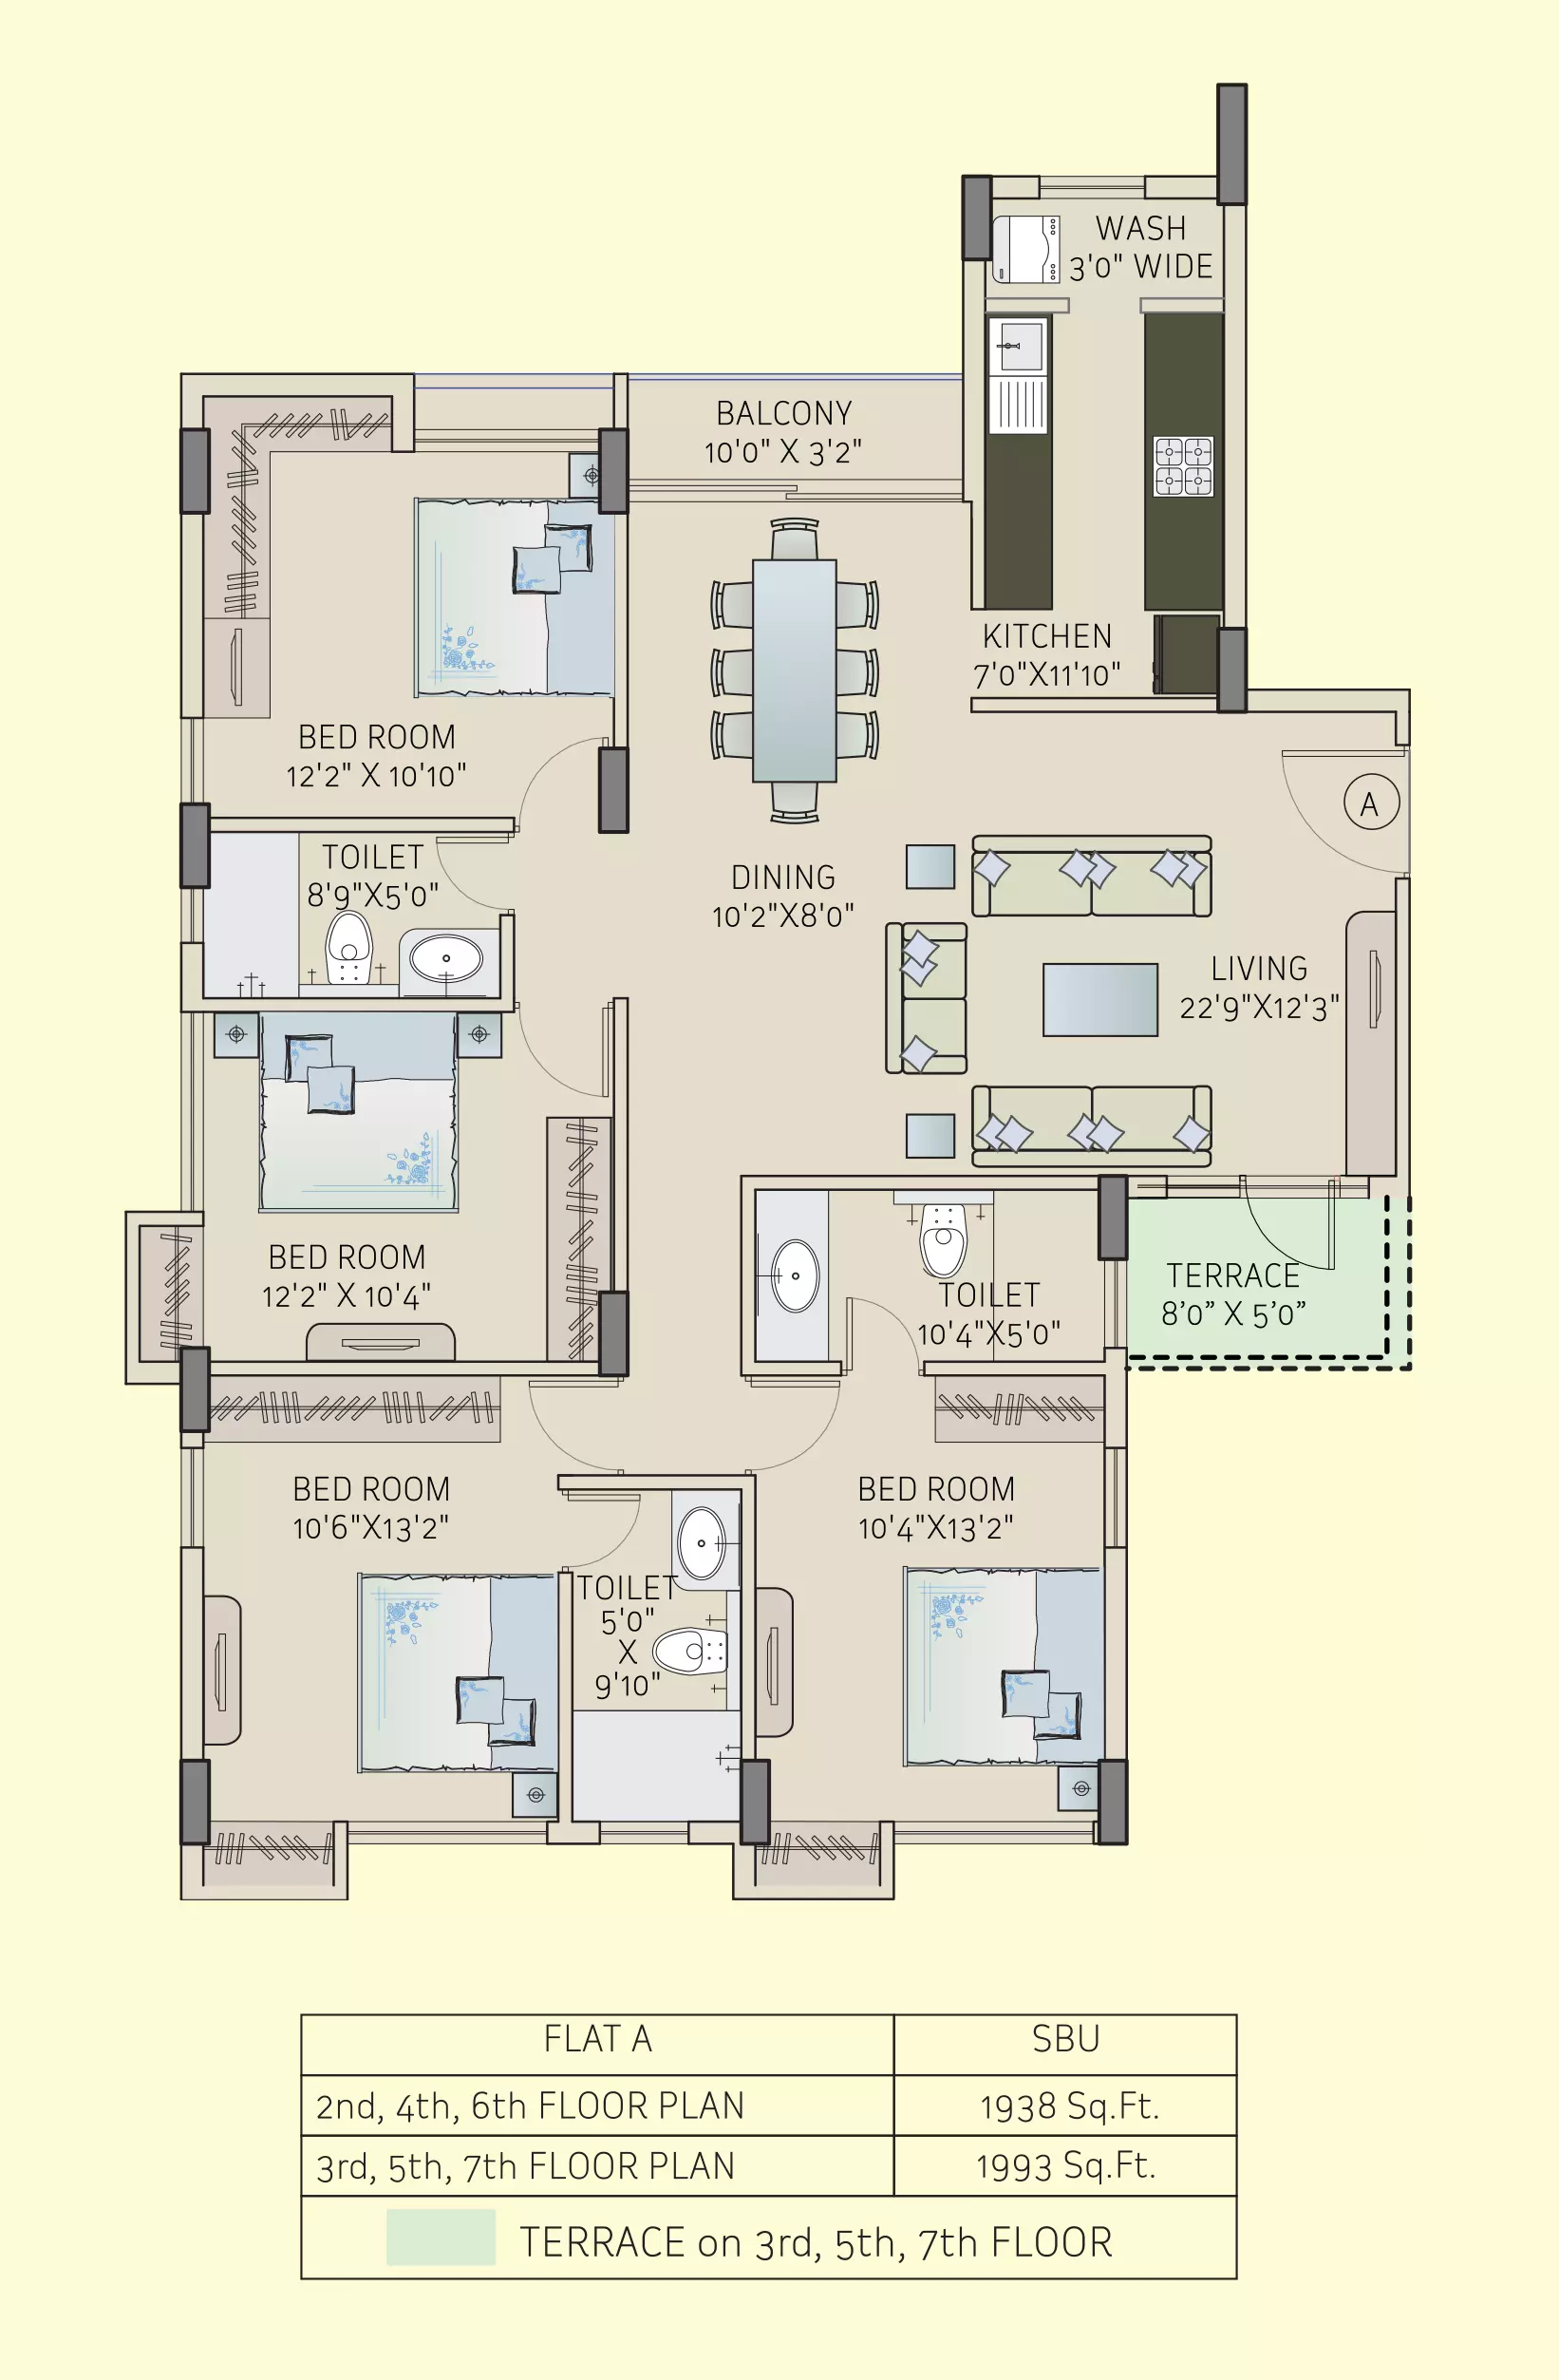 WASH
3'0" WIDE
BALCONY
10'0" X 3'2"
KITCHEN
7'0"X11'10"
BED ROOM
12'2" X 10'10"
A
TOILET
8'9"X5'0"
DINING
10'2"X8'0"
LIVING
22'9"X12'3"
BED ROOM
12'2" X 10'4"
TOILET
10'4"X5'0"
TERRACE
8’0” X 5’0”
BED ROOM
10'6"X13'2"
BED ROOM
10'4"X13'2"
TOILET
5'0"
X
9'10"
FLAT A
SBU
2nd, 4th, 6th FLOOR PLAN
1938 Sq.Ft.
3rd, 5th, 7th FLOOR PLAN
1993 Sq.Ft.
TERRACE on 3rd, 5th, 7th FLOOR